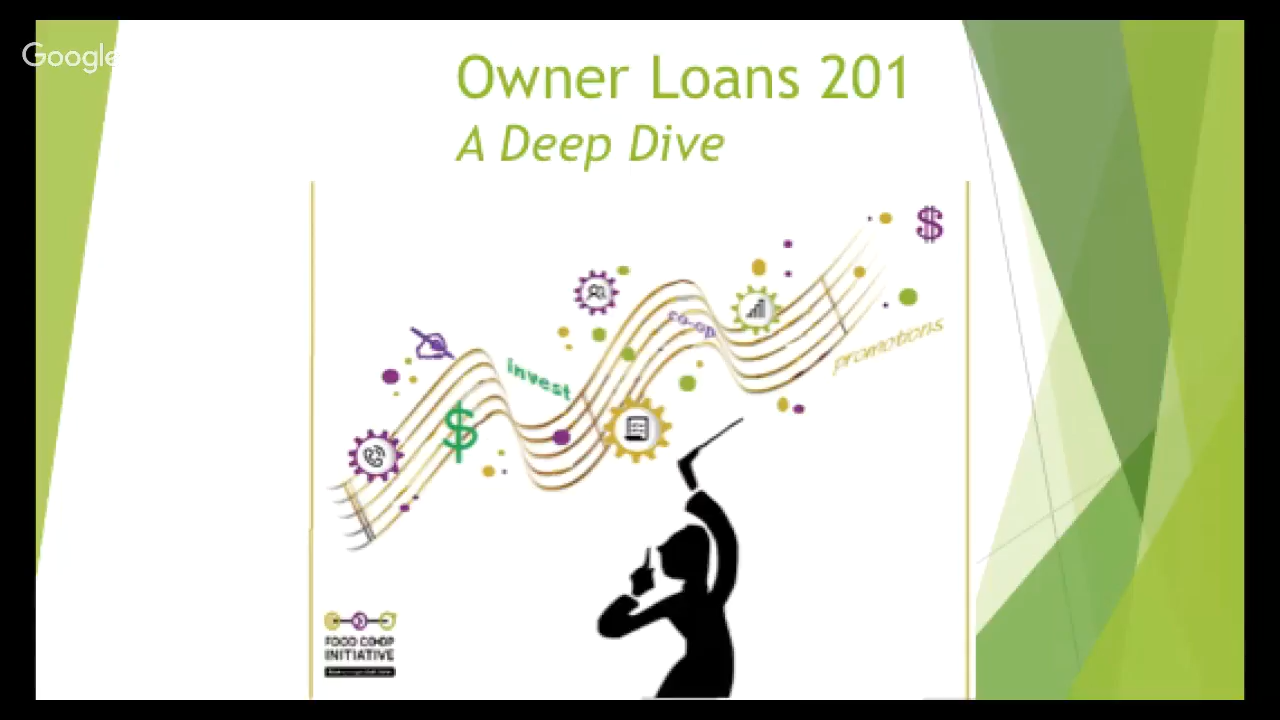 Google
Owner Loans 201
A Deep Dive
$
co-op
invest
promotions
$
FOOD CO-OP
INITIATIVE